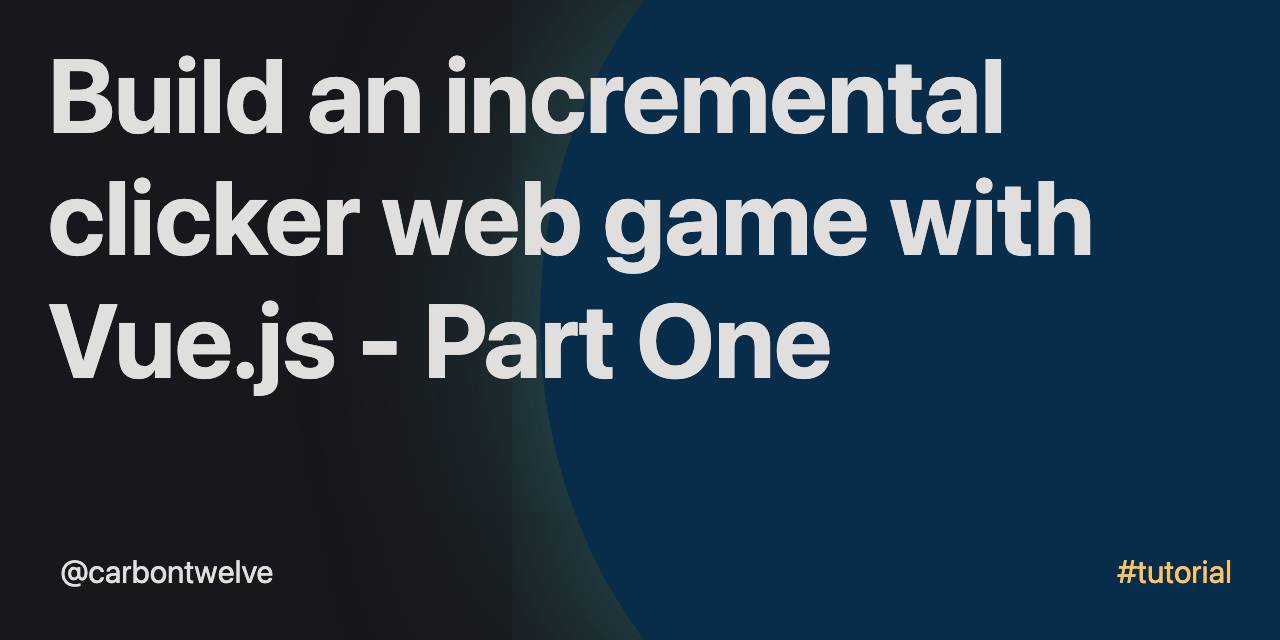 Build an incremental
clicker web game with
Vue.js - Part One
@carbontwelve
#tutorial